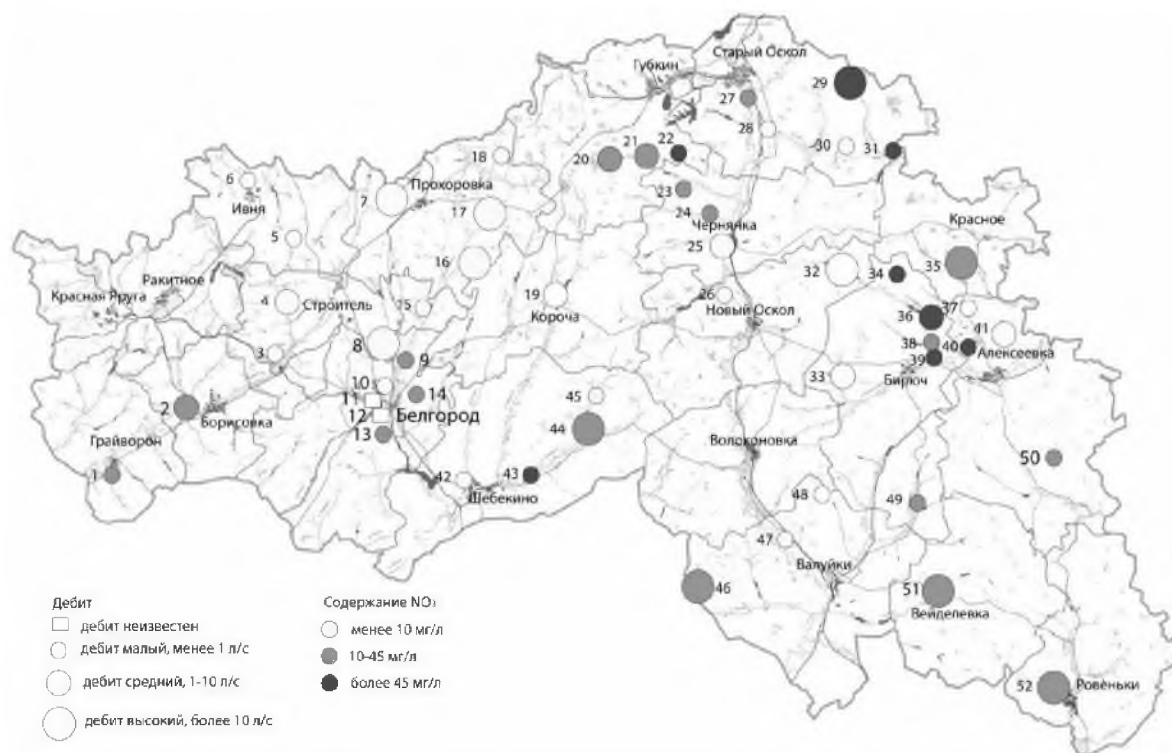 Старый Оскол
Губкин
29
27
28
22
21
30
31
18
20
6
23
Прохоровка
Ивня
7
17
24
Чернянка
Красное
5
25
16
32
34
35
Ракитное
Красная Яруга
4
Строитель
15
19
26
Короча
Новый Оскол
37
36
8
41
38
40
Алексеевка
3
9
39
10
33
Бирюч
11
14
45
2
12
Белгород
Борисовка
13
44
Грайворон
Волоконовка
50
1
42
43
Шебекино
48
49
47
Валуйки
46
51
Вейделевка
52
Ровеньки
Дебит
дебит неизвестен
дебит малый, менее 1 л/с
дебит средний, 1-10 л/с
дебит высокий, более 10 л/с
Содержание NO₃
менее 10 мг/л
10-45 мг/л
более 45 мг/л